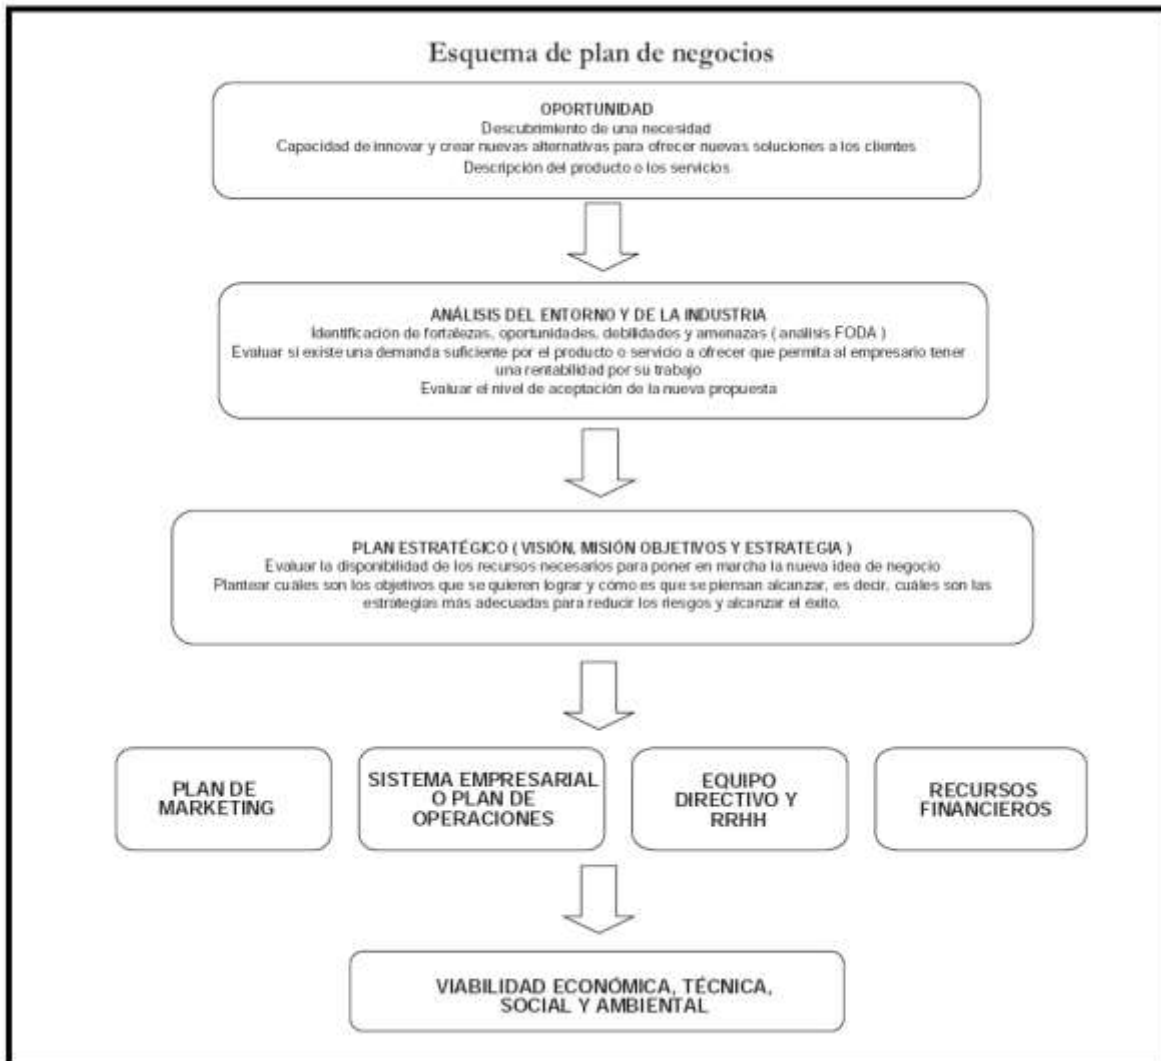 Esquema de plan de negocios
OPORTUNIDAD
Descubrimiento de una necesidad
Capacidad de innovar y crear nuevas alternativas para ofrecer nuevas soluciones a los clientes
Descripción del producto o los servicios
ANÁLISIS DEL ENTORNO Y DE LA INDUSTRIA
Identificación de fortalezas, oportunidades, debilidades y amenazas ( análisis FODA )
Evaluar si existe una demanda suficiente por el producto o servicio a ofrecer que permita al empresario tener
una rentabilidad por su trabajo
Evaluar el nivel de aceptación de la nueva propuesta
PLAN ESTRATÉGICO ( VISIÓN, MISIÓN OBJETIVOS Y ESTRATEGIA )
Evaluar la disponibilidad de los recursos necesarios para poner en marcha la nueva idea de negocio
Plantear cuáles son los objetivos que se quieren lograr y cómo es que se piensan alcanzar, es decir, cuáles son las
estrategias más adecuadas para reducir los riesgos y alcanzar el éxito.
PLAN DE
MARKETING
SISTEMA EMPRESARIAL
O PLAN DE
OPERACIONES
EQUIPO
DIRECTIVO Y
RRHH
RECURSOS
FINANCIEROS
VIABILIDAD ECONÓMICA, TÉCNICA,
SOCIAL Y AMBIENTAL